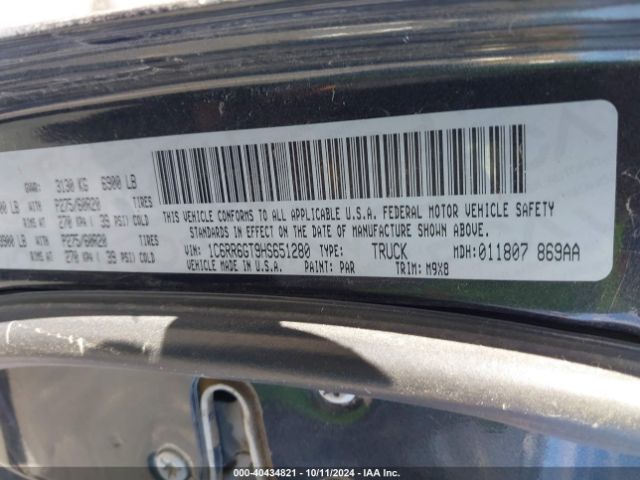 GVWR: 3130 KG 6900 LB
LB WITH P275/60R20 TIRES
RIMS AT 270 KPA ( 39 PSI) COLD
3900 LB WITH P275/60R20 TIRES
RIMS AT 270 KPA ( 39 PSI) COLD
THIS VEHICLE CONFORMS TO ALL APPLICABLE U.S.A. FEDERAL MOTOR VEHICLE SAFETY
STANDARDS IN EFFECT ON THE DATE OF MANUFACTURE SHOWN ABOVE.
VIN: 1C6RR6GT9HS651280 TYPE: TRUCK MDH: 011807 869AA
VEHICLE MADE IN U.S.A. PAINT: PAR TRIM: M9X8
000-40434821 - 10/11/2024 - IAA Inc.